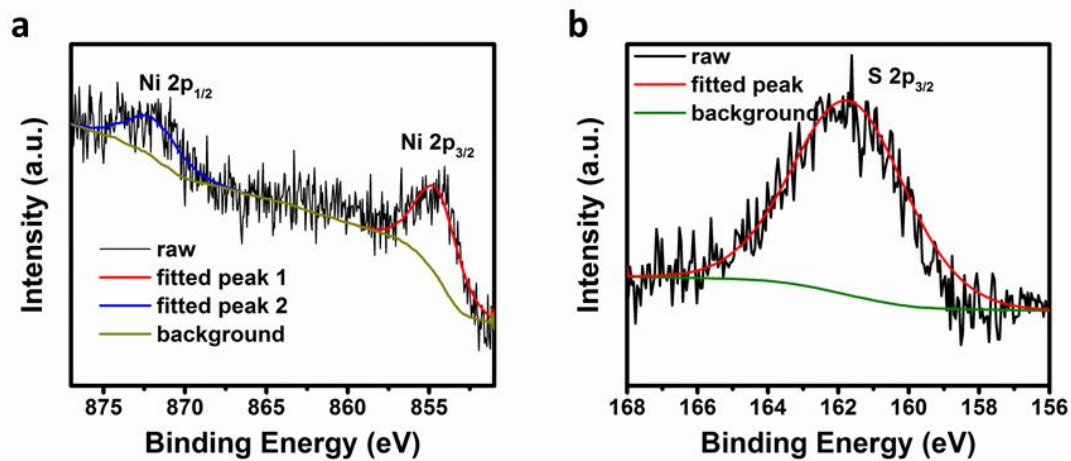 a
Ni 2p1/2
Ni 2p3/2
raw
fitted peak 1
fitted peak 2
background
Intensity (a.u.)
875 870 865 860 855
Binding Energy (eV)
b
raw
fitted peak
background
S 2p3/2
Intensity (a.u.)
168 166 164 162 160 158 156
Binding Energy (eV)